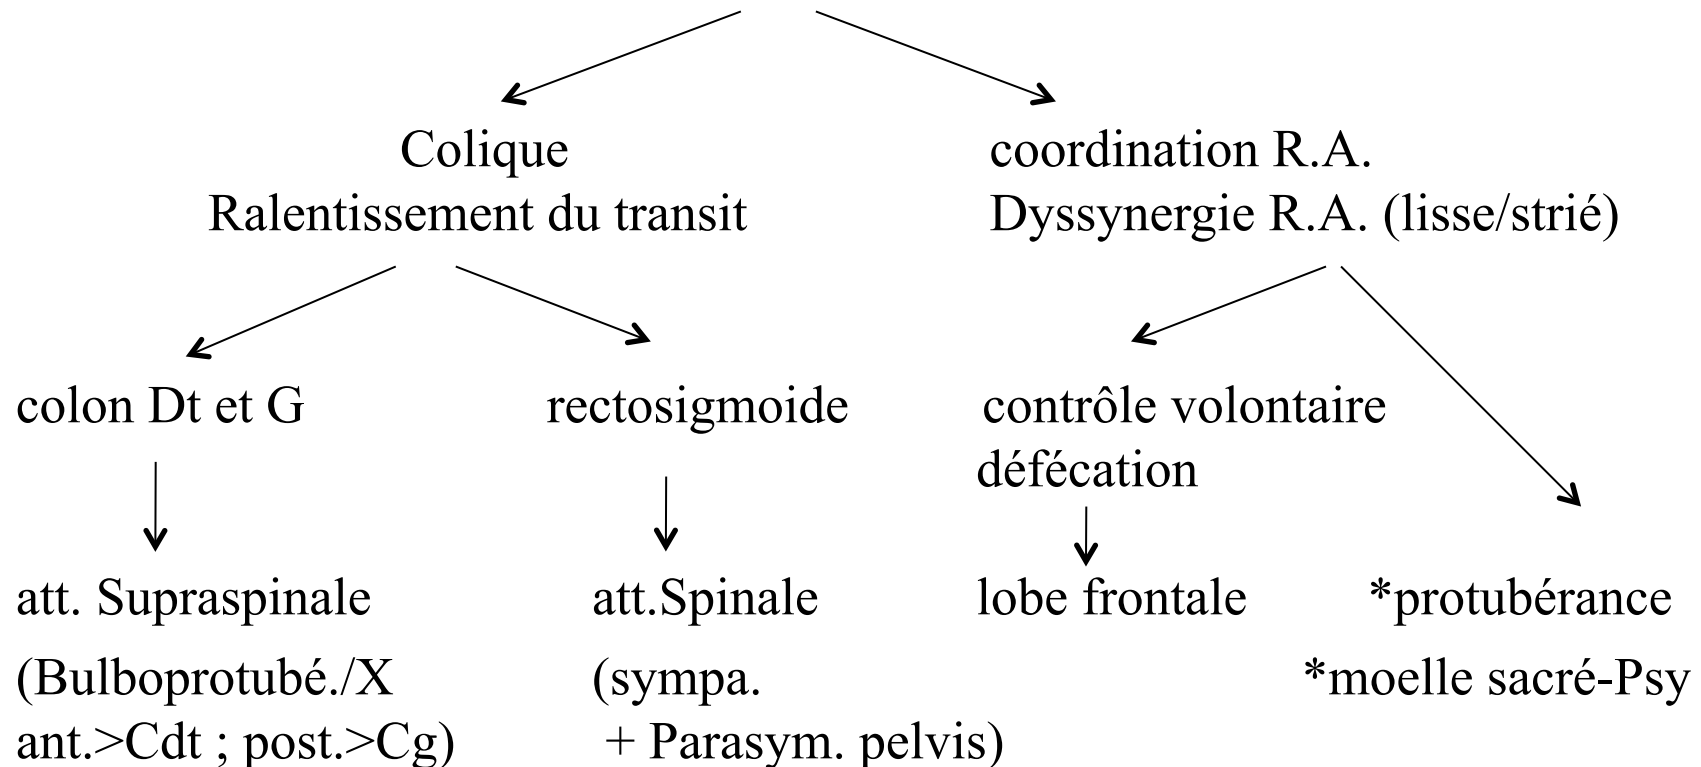 Colique
Ralentissement du transit
coordination R.A.
Dyssynergie R.A. (lisse/strié)
colon Dt et G
rectosigmoide
contrôle volontaire
défécation
att. Supraspinale
(Bulboprotubé./X
ant.>Cdt ; post.>Cg)
att.Spinale
(sympa.
+ Parasym. pelvis)
lobe frontale
*protubérance
*moelle sacré-Psy